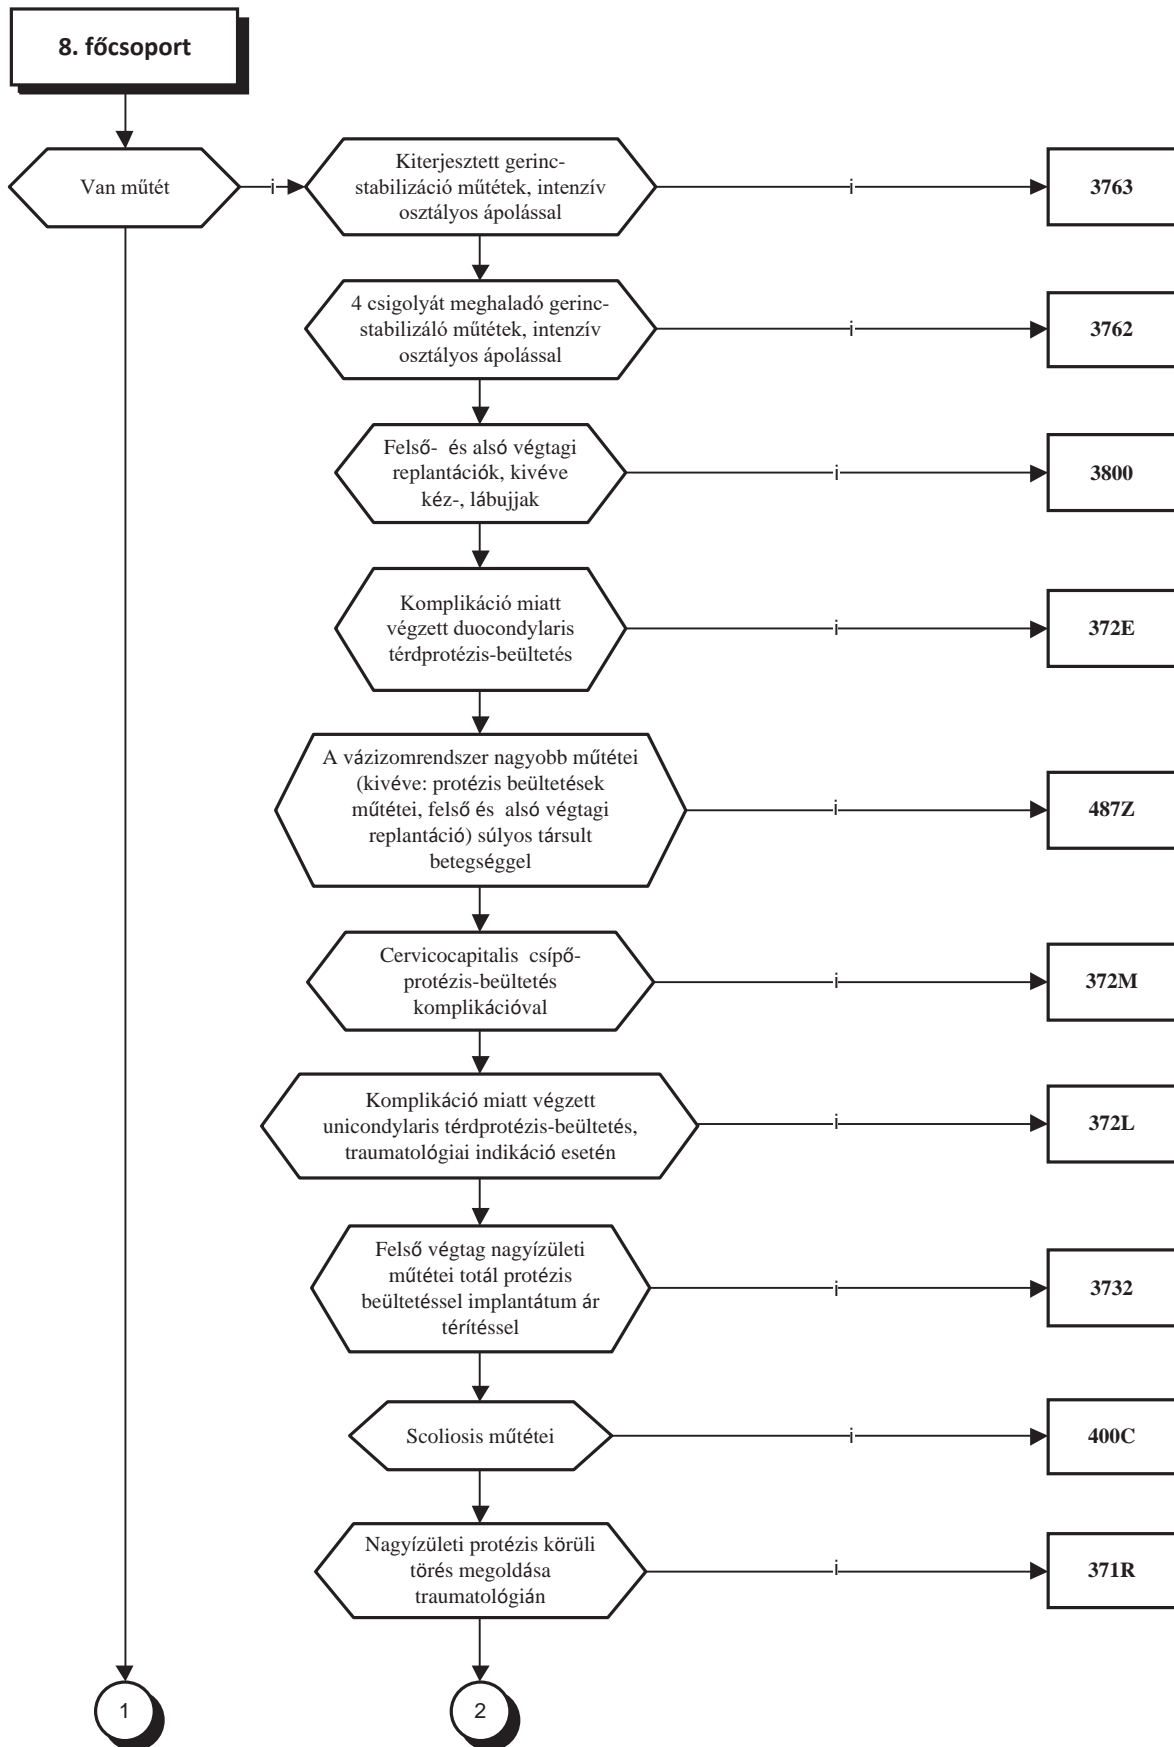 8. főcsoport
Van műtét
i
Kiterjesztett gerinc-
stabilizáció műtétek, intenzív
osztályos ápolással
i
3763
4 csigolyát meghaladó gerinc-
stabilizáló műtétek, intenzív
osztályos ápolással
i
3762
Felső- és alsó végtagi
replantációk, kivéve
kéz-, lábujjak
i
3800
Komplikáció miatt
végzett duocondylaris
térdprotézis-beültetés
i
372E
A vázizomrendszer nagyobb műtétei
(kivéve: protézis beültetések
műtétei, felső és alsó végtagi
replantáció) súlyos társult
betegséggel
i
487Z
Cervicocapitalis csípő-
protézis-beültetés
komplikációval
i
372M
Komplikáció miatt végzett
unicondylaris térdprotézis-beültetés,
traumatológiai indikáció esetén
i
372L
Felső végtag nagyízületi
műtétei totál protézis
beültetéssel implantátum ár
térítéssel
i
3732
Scoliosis műtétei
i
400C
Nagyízületi protézis körüli
törés megoldása
traumatológián
i
371R
1
2